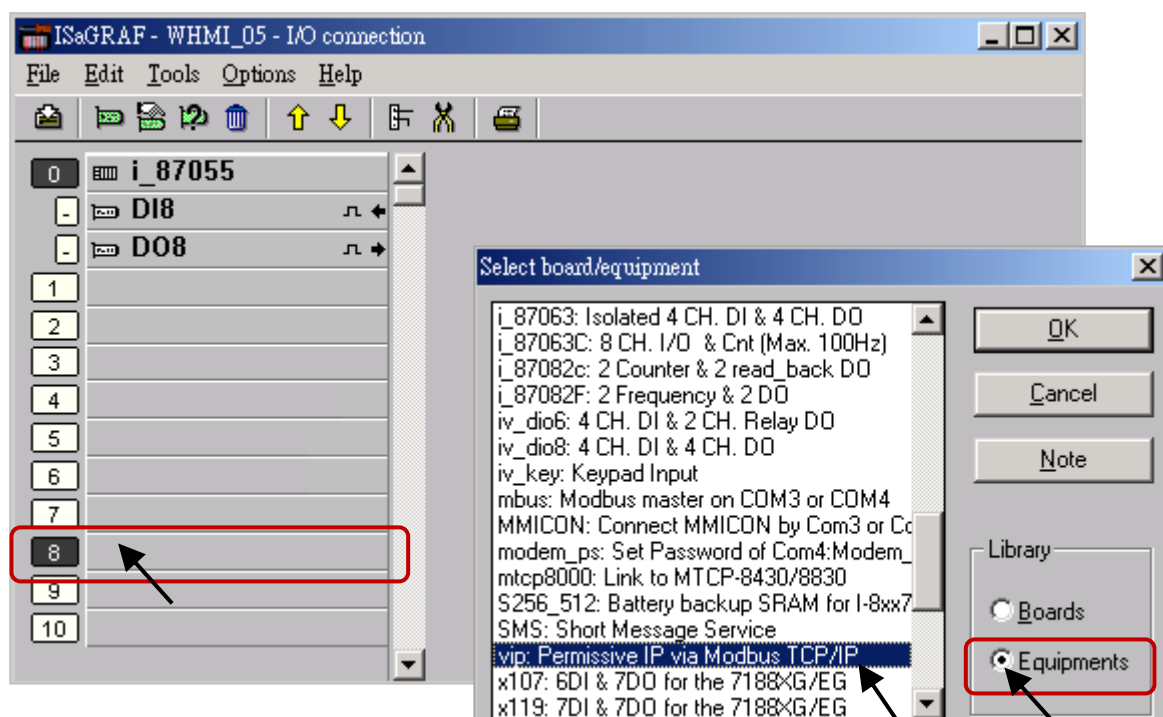 ISaGRAF - WHMI_05 - I/O connection
File Edit Tools Options Help
0 i_87055
- DI8
- DO8
1
2
3
4
5
6
7
8
9
10
Select board/equipment
i_87063: Isolated 4 CH. DI & 4 CH. DO
i_87063C: 8 CH. I/O & Cnt (Max. 100Hz)
i_87082c: 2 Counter & 2 read_back DO
i_87082F: 2 Frequency & 2 DO
iv_dio6: 4 CH. DI & 2 CH. Relay DO
iv_dio8: 4 CH. DI & 4 CH. DO
iv_key: Keypad Input
mbus: Modbus master on COM3 or COM4
MMICON: Connect MMICON by Com3 or Co
modem_ps: Set Password of Com4:Modem_
mtcp8000: Link to MTCP-8430/8830
S256_512: Battery backup SRAM for I-8xx7
SMS: Short Message Service
vip: Permissive IP via Modbus TCP/IP
x107: 6DI & 7DO for the 7188XG/EG
x119: 7DI & 7DO for the 7188XG/EG
OK
Cancel
Note
Library
Boards
Equipments